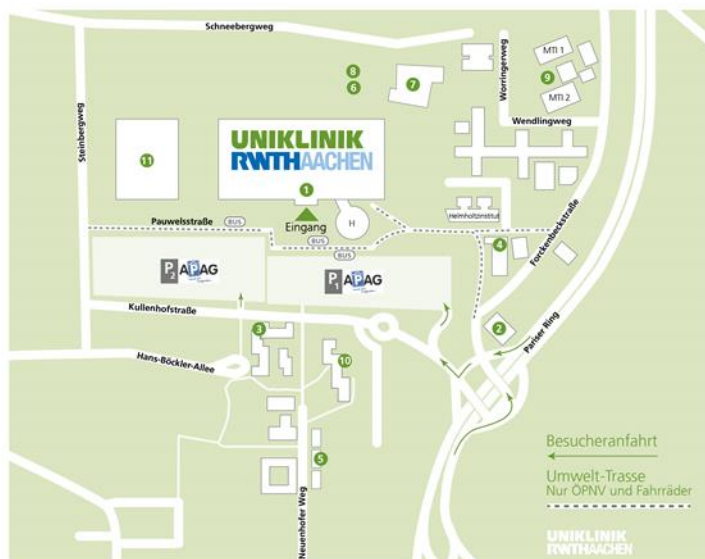 Schneebergweg
Steinbergweg
Worringerweg
MTI 1
9
MTI 2
Wendlingweg
8
6
7
11
UNIKLINIK
RWTHAACHEN
1
Eingang
H
Helmholtzinstitut
Pauwelsstraße
BUS
BUS
BUS
4
Forckenbeckstraße
P2 APAG
P1 APAG
Kullenhofstraße
2
Pariser Ring
3
Hans-Böckler-Allee
10
5
Neuenhofer Weg
Besucheranfahrt
Umwelt-Trasse
Nur ÖPNV und Fahrräder
UNIKLINIK
RWTHAACHEN